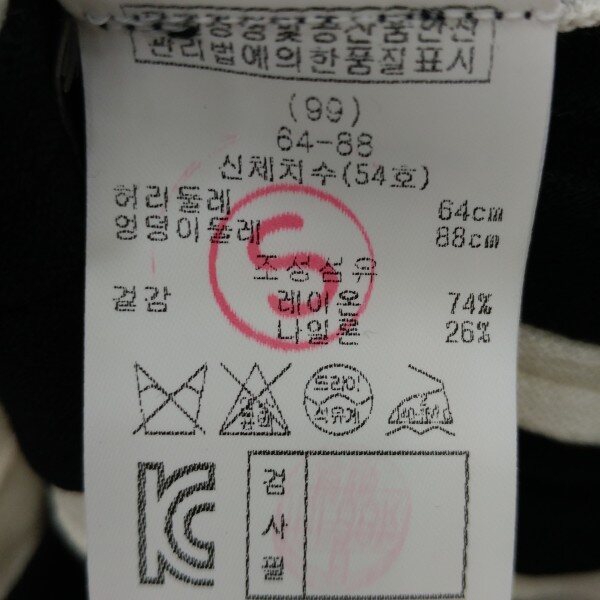 관리법에 의한 품질표시
(99)
64-88
신체치수(54호)
허리둘레 64cm
엉덩이둘레 88cm
조성섬유
겉감 레이온 74%
나일론 26%
드라이
석유계
검사필
S